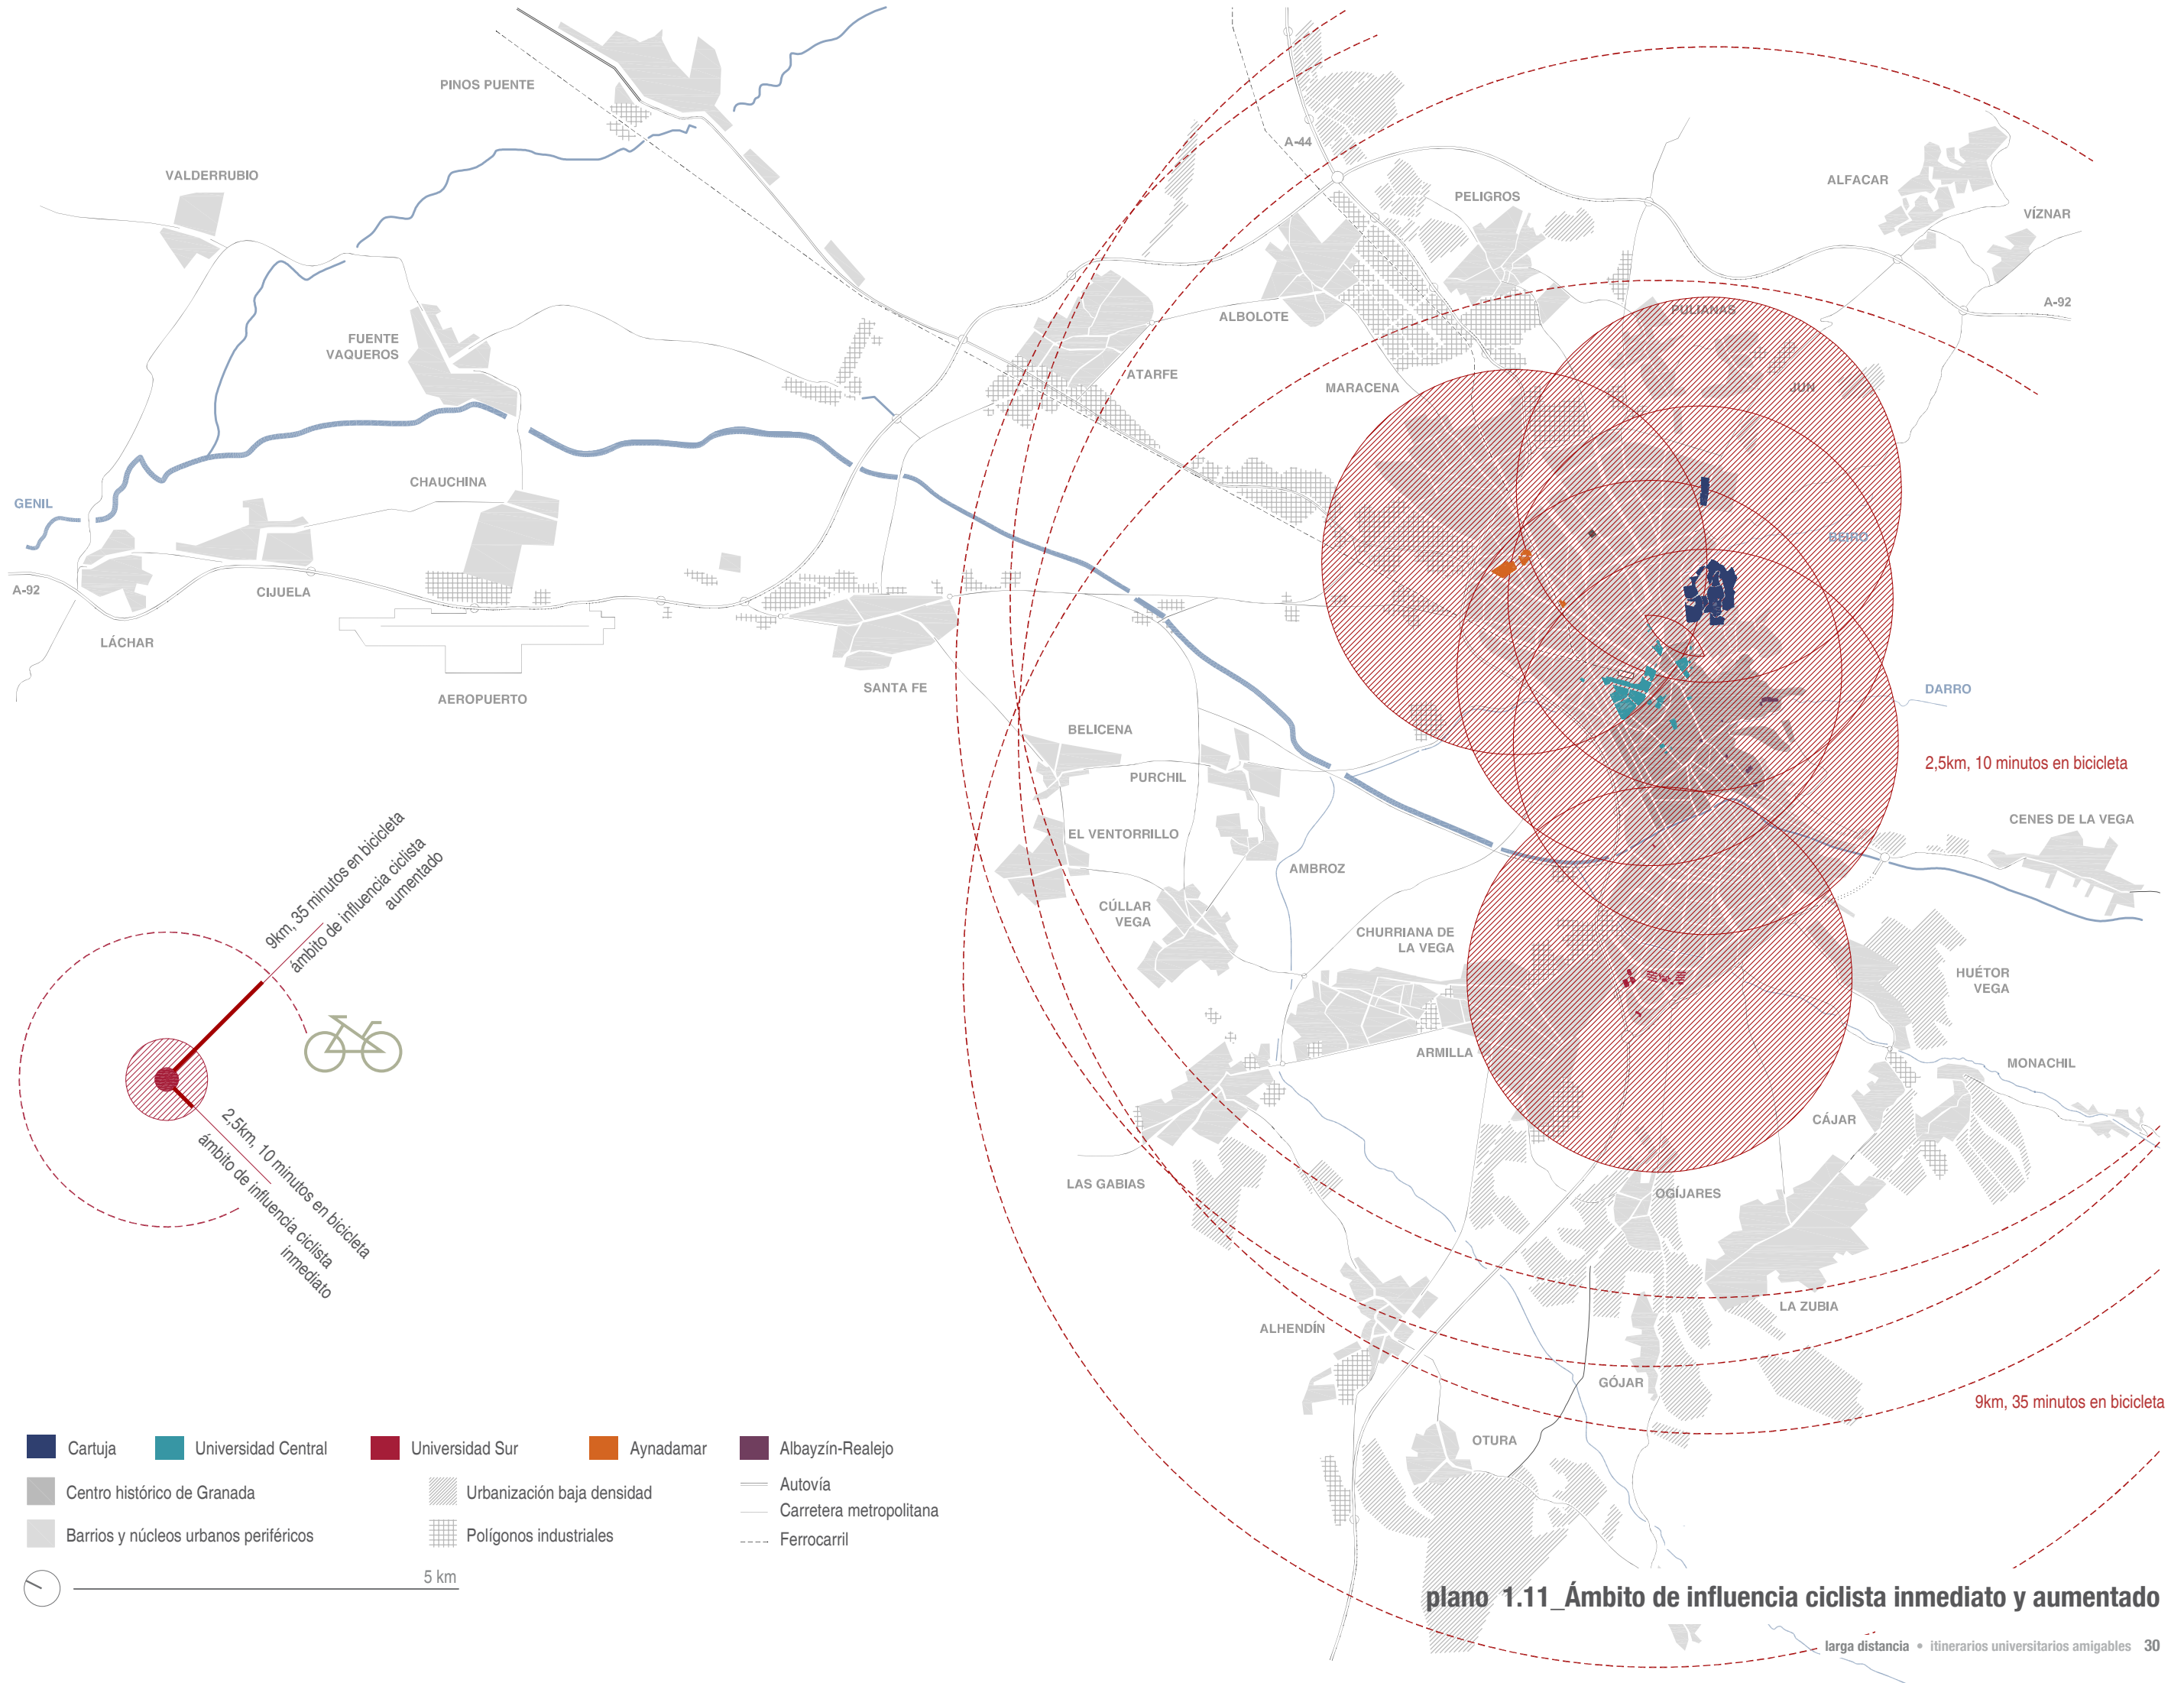 PINOS PUENTE
A-44
VALDERRUBIO
ALFACAR
PELIGROS
VÍZNAR
A-92
PULIANAS
ALBOLOTE
FUENTE
VAQUEROS
ATARFE
MARACENA
JUN
CHAUCHINA
GENIL
BEIRO
A-92
CIJUELA
LÁCHAR
SANTA FE
AEROPUERTO
DARRO
BELICENA
2,5km, 10 minutos en bicicleta
PURCHIL
CENES DE LA VEGA
EL VENTORRILLO
AMBROZ
9km, 35 minutos en bicicleta
ámbito de influencia ciclista
aumentado
CÚLLAR
VEGA
CHURRIANA DE
LA VEGA
HUÉTOR
VEGA
ARMILLA
MONACHIL
CÁJAR
2,5km, 10 minutos en bicicleta
ámbito de influencia ciclista
inmediato
LAS GABIAS
OGÍJARES
LA ZUBIA
ALHENDÍN
GÓJAR
9km, 35 minutos en bicicleta
OTURA
Cartuja
Universidad Central
Universidad Sur
Aynadamar
Albayzín-Realejo
Centro histórico de Granada
Urbanización baja densidad
Autovía
Carretera metropolitana
Barrios y núcleos urbanos periféricos
Polígonos industriales
Ferrocarril
5 km
plano 1.11_Ámbito de influencia ciclista inmediato y aumentado
larga distancia • itinerarios universitarios amigables 30